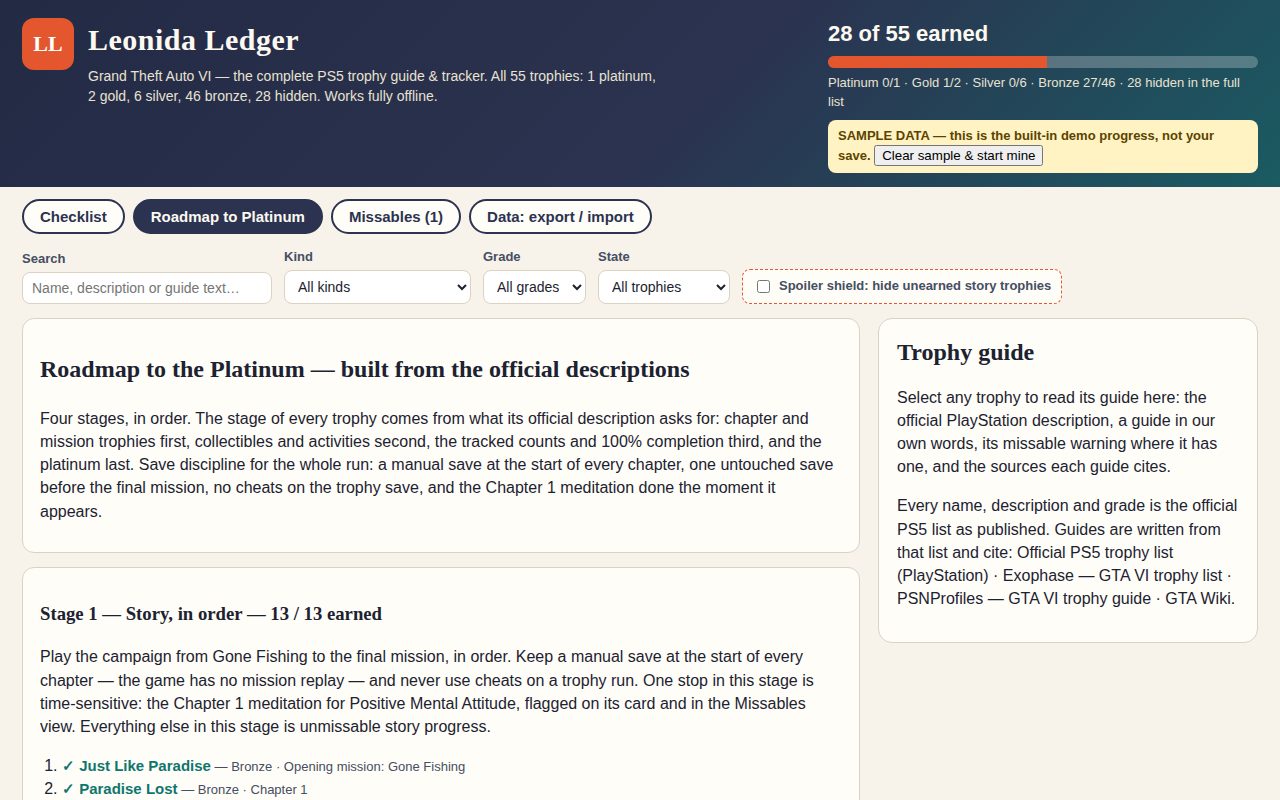 LL
Leonida Ledger
Grand Theft Auto VI — the complete PS5 trophy guide & tracker. All 55 trophies: 1 platinum,
2 gold, 6 silver, 46 bronze, 28 hidden. Works fully offline.
28 of 55 earned
Platinum 0/1 · Gold 1/2 · Silver 0/6 · Bronze 27/46 · 28 hidden in the full
list
SAMPLE DATA — this is the built-in demo progress, not your
save. Clear sample & start mine
Checklist
Roadmap to Platinum
Missables (1)
Data: export / import
Search
Kind
Grade
State
Name, description or guide text…
All kinds
All grades
All trophies
Spoiler shield: hide unearned story trophies
Roadmap to the Platinum — built from the official descriptions
Four stages, in order. The stage of every trophy comes from what its official description asks for: chapter and
mission trophies first, collectibles and activities second, the tracked counts and 100% completion third, and the
platinum last. Save discipline for the whole run: a manual save at the start of every chapter, one untouched save
before the final mission, no cheats on the trophy save, and the Chapter 1 meditation done the moment it
appears.
Stage 1 — Story, in order — 13 / 13 earned
Play the campaign from Gone Fishing to the final mission, in order. Keep a manual save at the start of every
chapter — the game has no mission replay — and never use cheats on a trophy run. One stop in this stage is
time-sensitive: the Chapter 1 meditation for Positive Mental Attitude, flagged on its card and in the Missables
view. Everything else in this stage is unmissable story progress.
1. ✓ Just Like Paradise — Bronze · Opening mission: Gone Fishing
2. ✓ Paradise Lost — Bronze · Chapter 1
Trophy guide
Select any trophy to read its guide here: the
official PlayStation description, a guide in our
own words, its missable warning where it has
one, and the sources each guide cites.
Every name, description and grade is the official
PS5 list as published. Guides are written from
that list and cite: Official PS5 trophy list
(PlayStation) · Exophase — GTA VI trophy list ·
PSNProfiles — GTA VI trophy guide · GTA Wiki.